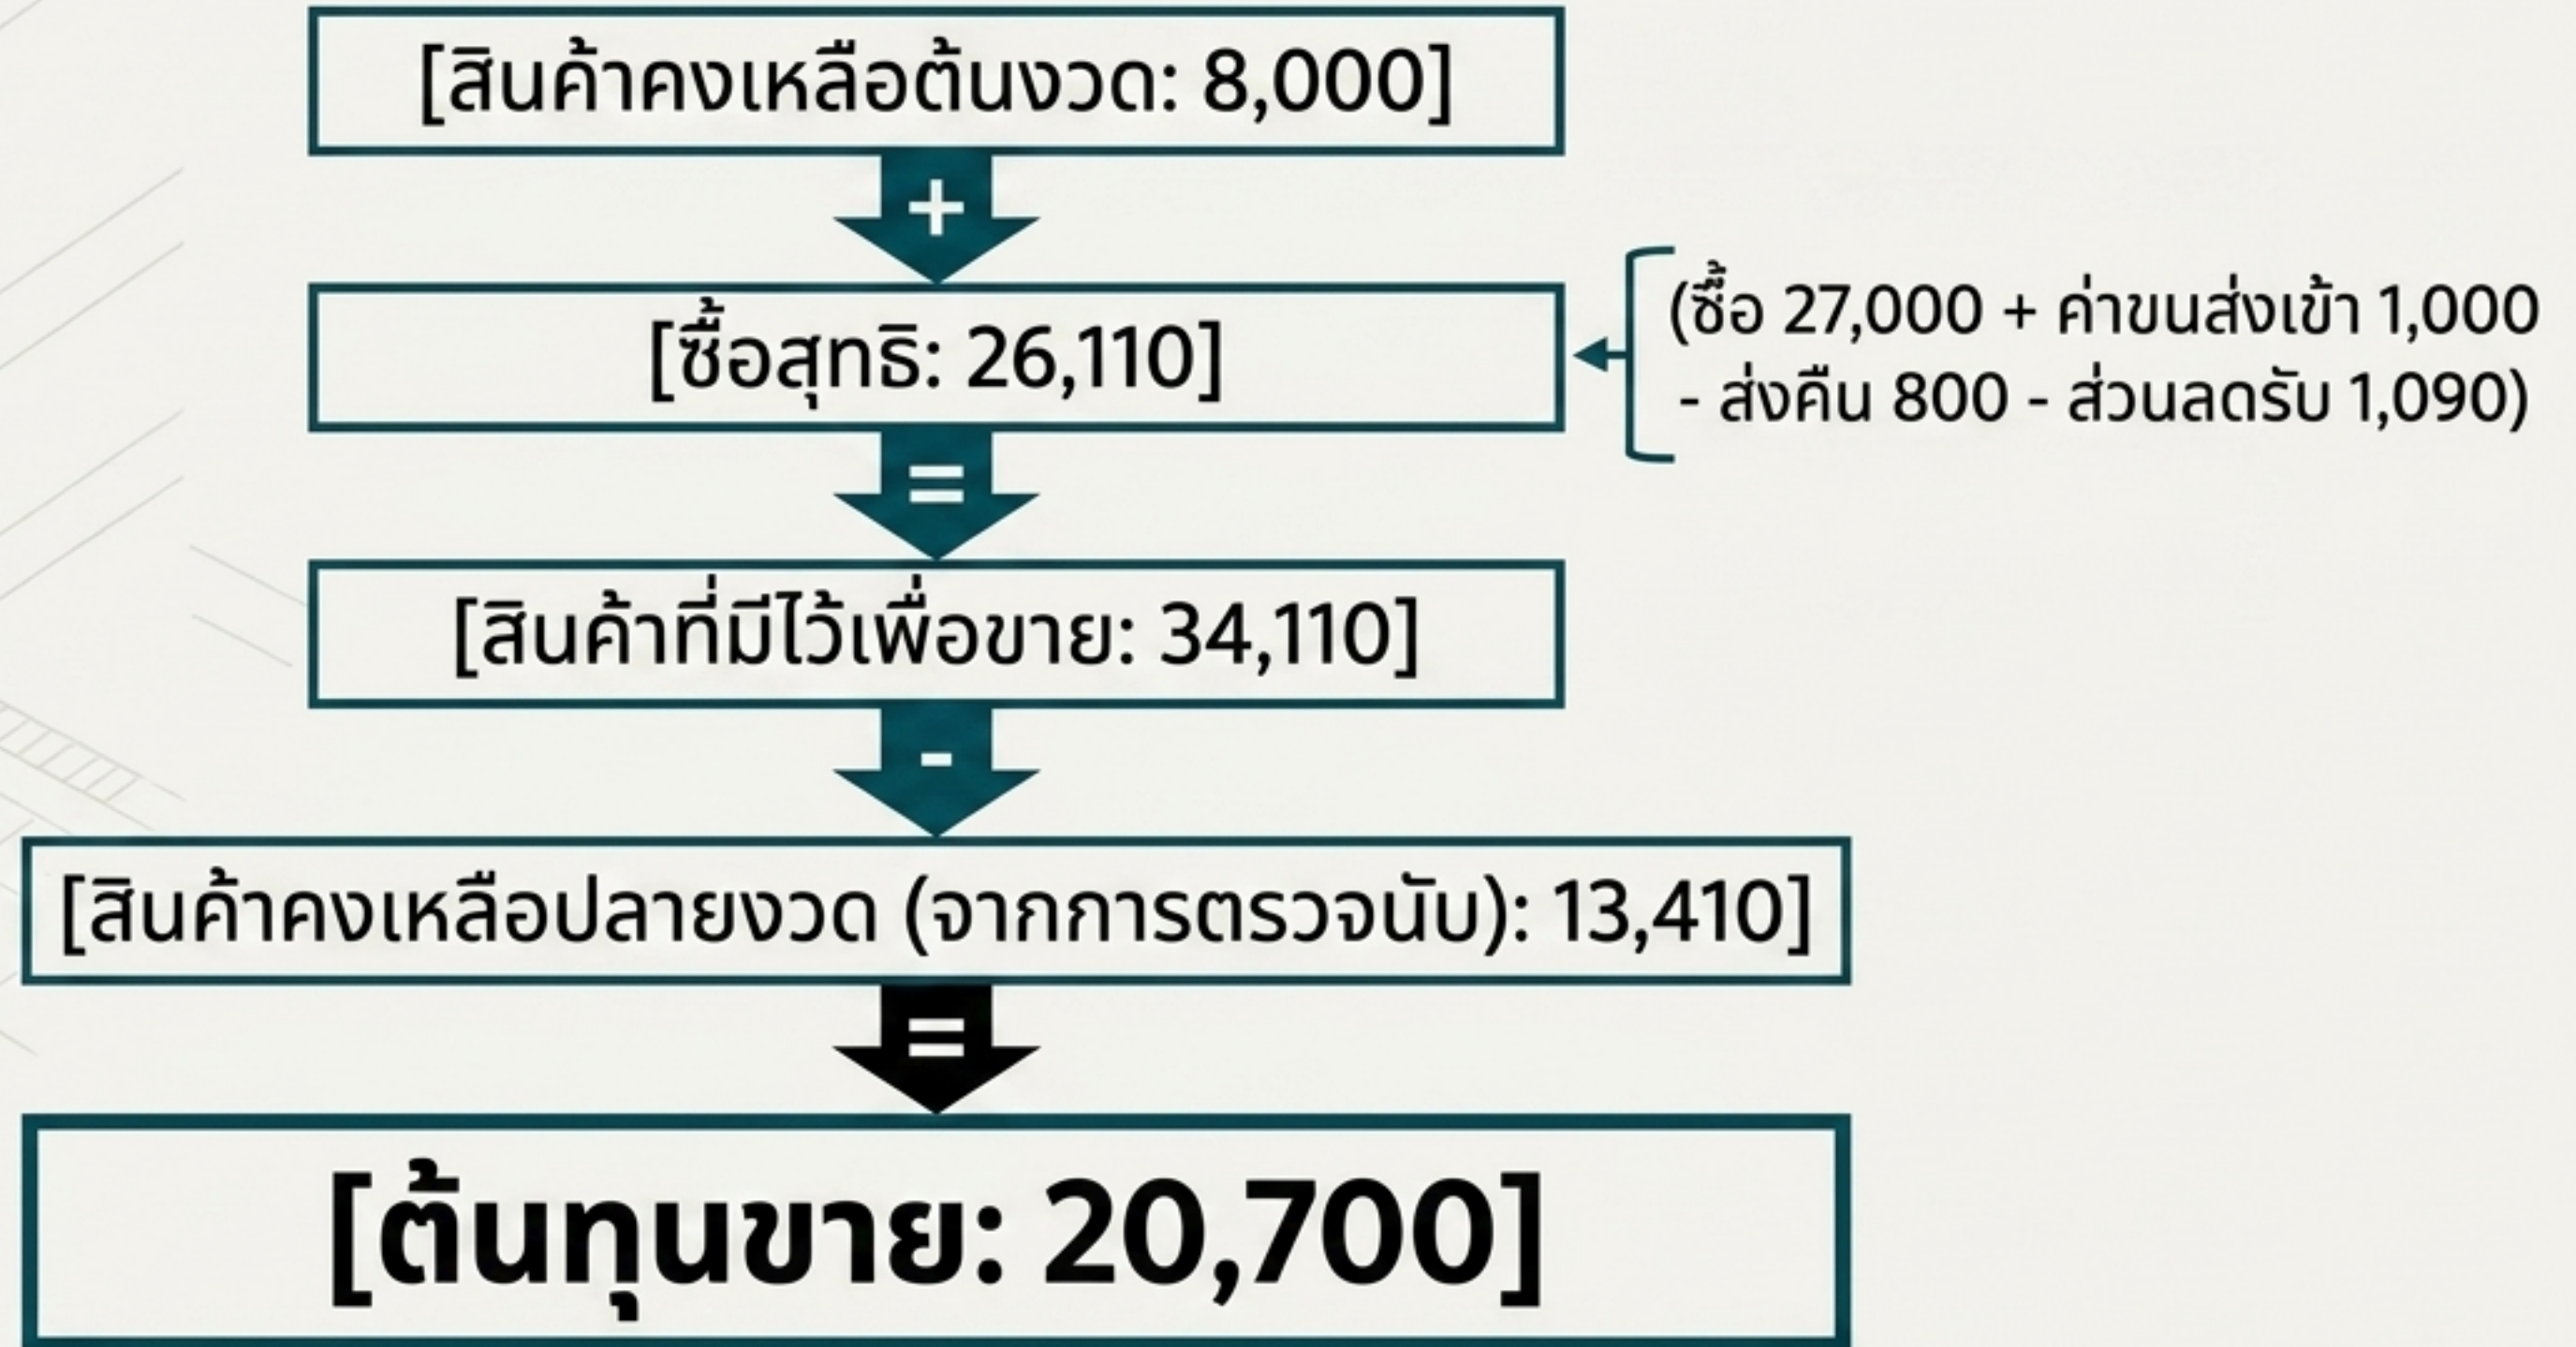 [สินค้าคงเหลือต้นงวด: 8,000]
+
[ซื้อสุทธิ: 26,110]
(ซื้อ 27,000 + ค่าขนส่งเข้า 1,000
- ส่งคืน 800 - ส่วนลดรับ 1,090)
=
[สินค้าที่มีไว้เพื่อขาย: 34,110]
-
[สินค้าคงเหลือปลายงวด (จากการตรวจนับ): 13,410]
=
[ต้นทุนขาย: 20,700]